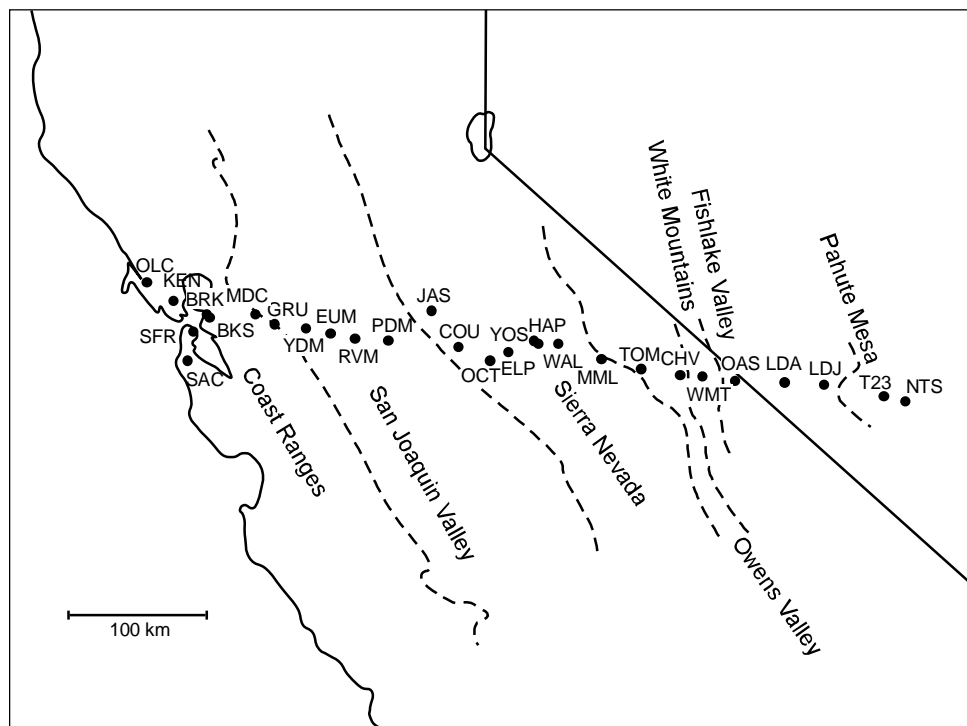 OLC
KEN
BRK
MDC
SFR
BKS
SAC
GRU
YDM
EUM
RVM
PDM
JAS
COU
OCT
YOS
ELP
HAP
WAL
MML
TOM
CHV
WMT
OAS
LDA
LDJ
T23
NTS
Coast Ranges
San Joaquin Valley
Sierra Nevada
White Mountains
Fishlake Valley
Owens Valley
Pahute Mesa
100 km